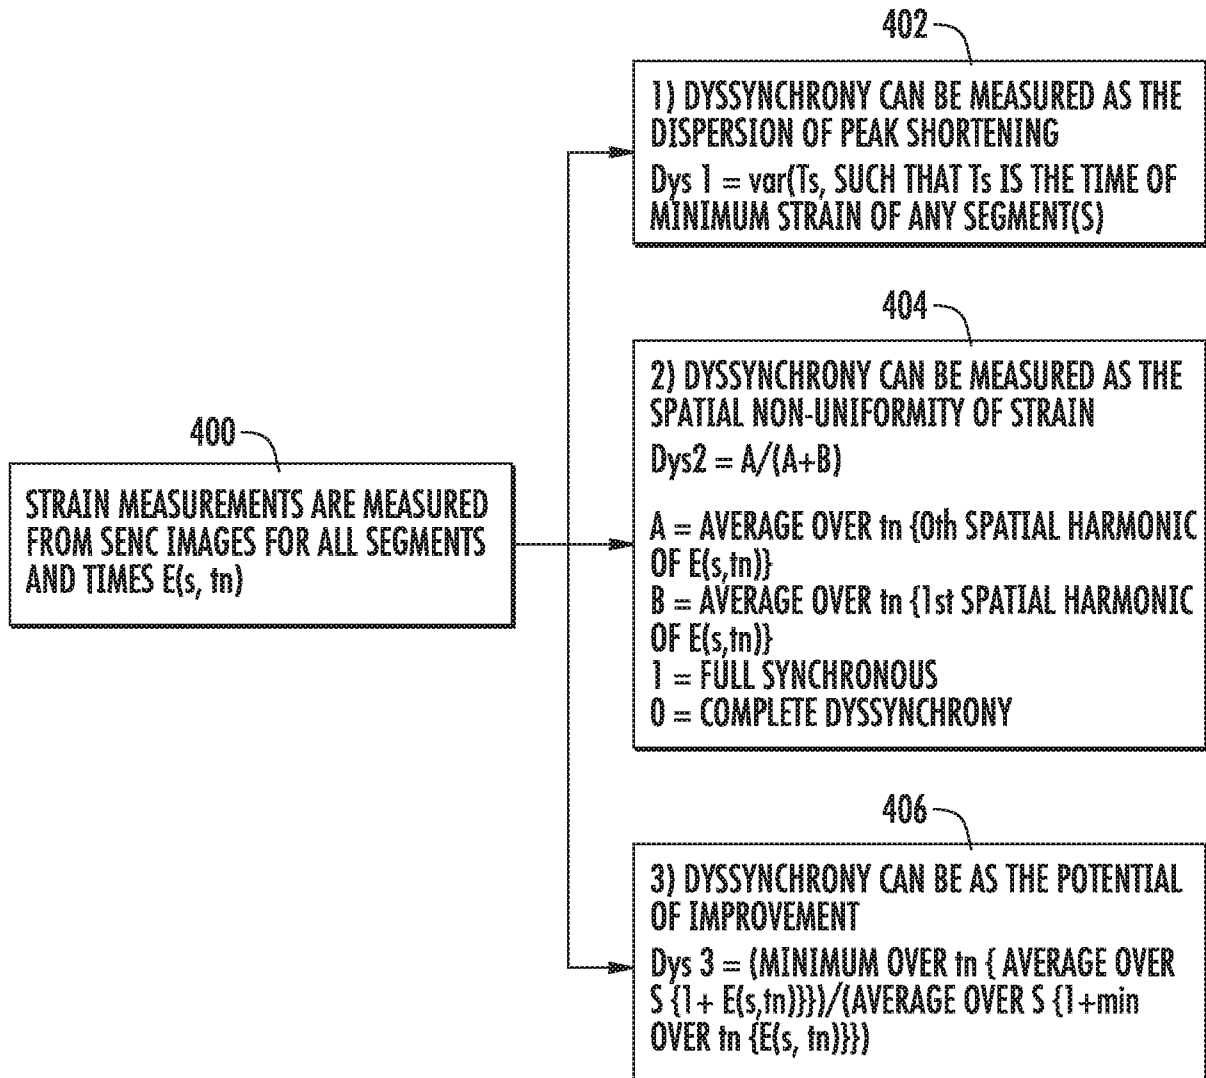 402
1) DYSSYNCHRONY CAN BE MEASURED AS THE
DISPERSION OF PEAK SHORTENING
Dys 1 = var(Ts, SUCH THAT Ts IS THE TIME OF
MINIMUM STRAIN OF ANY SEGMENT(S)
404
2) DYSSYNCHRONY CAN BE MEASURED AS THE
SPATIAL NON-UNIFORMITY OF STRAIN
Dys2 = A/(A+B)
A = AVERAGE OVER tn {0th SPATIAL HARMONIC
OF E(s,tn)}
B = AVERAGE OVER tn {1st SPATIAL HARMONIC
OF E(s,tn)}
1 = FULL SYNCHRONOUS
0 = COMPLETE DYSSYNCHRONY
400
STRAIN MEASUREMENTS ARE MEASURED
FROM SENC IMAGES FOR ALL SEGMENTS
AND TIMES E(s, tn)
406
3) DYSSYNCHRONY CAN BE AS THE POTENTIAL
OF IMPROVEMENT
Dys 3 = (MINIMUM OVER tn { AVERAGE OVER
S {1+ E(s,tn)}})/(AVERAGE OVER S {1+min
OVER tn {E(s, tn)}})